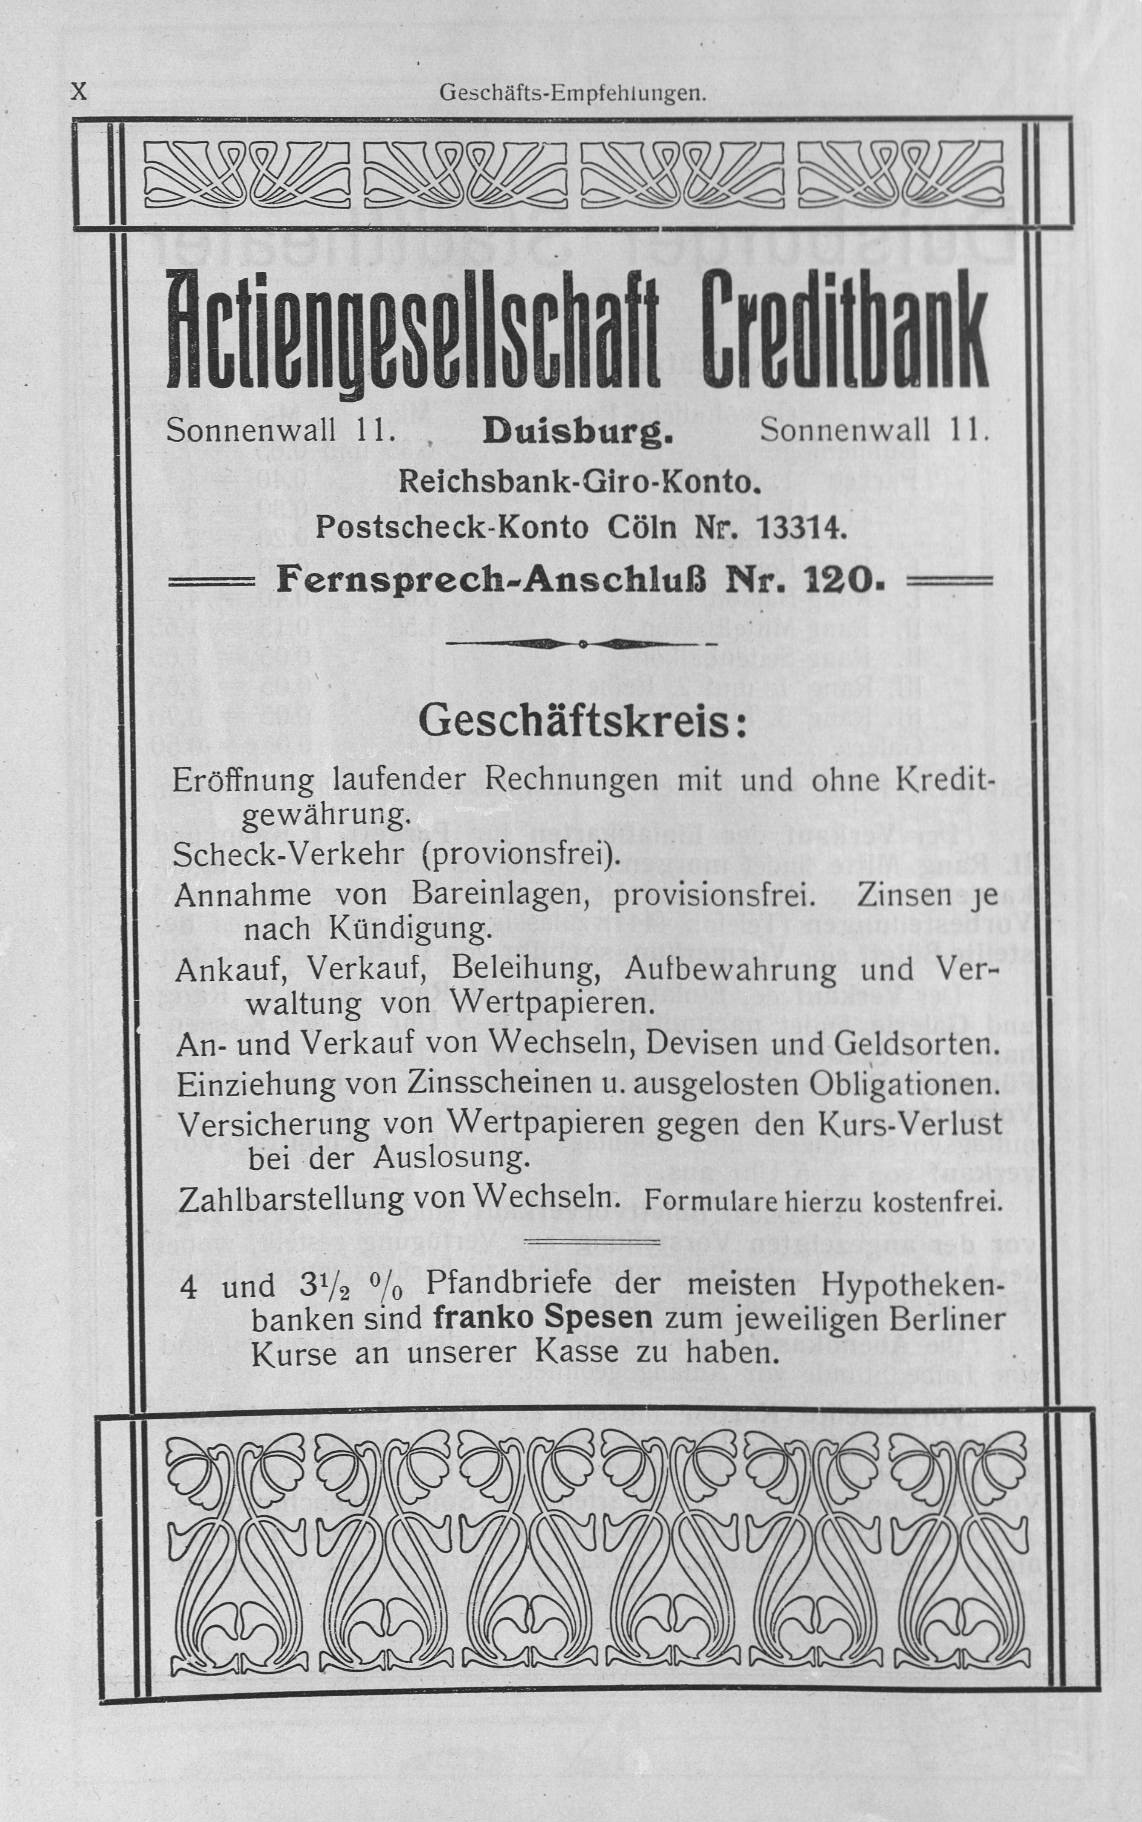 X
Geschäfts-Empfehlungen.
Actiengesellschaft Creditbank
Sonnenwall 11. Duisburg. Sonnenwall 11.
Reichsbank-Giro-Konto.
Postscheck-Konto Cöln Nr. 13314.
Fernsprech-Anschluß Nr. 120.
Geschäftskreis:
Eröffnung laufender Rechnungen mit und ohne Kredit-
gewährung.
Scheck-Verkehr (provionsfrei).
Annahme von Bareinlagen, provisionsfrei. Zinsen je
nach Kündigung.
Ankauf, Verkauf, Beleihung, Aufbewahrung und Ver-
waltung von Wertpapieren.
An- und Verkauf von Wechseln, Devisen und Geldsorten.
Einziehung von Zinsscheinen u. ausgelosten Obligationen.
Versicherung von Wertpapieren gegen den Kurs-Verlust
bei der Auslosung.
Zahlbarstellung von Wechseln. Formulare hierzu kostenfrei.
4 und 3½ % Pfandbriefe der meisten Hypotheken-
banken sind franko Spesen zum jeweiligen Berliner
Kurse an unserer Kasse zu haben.